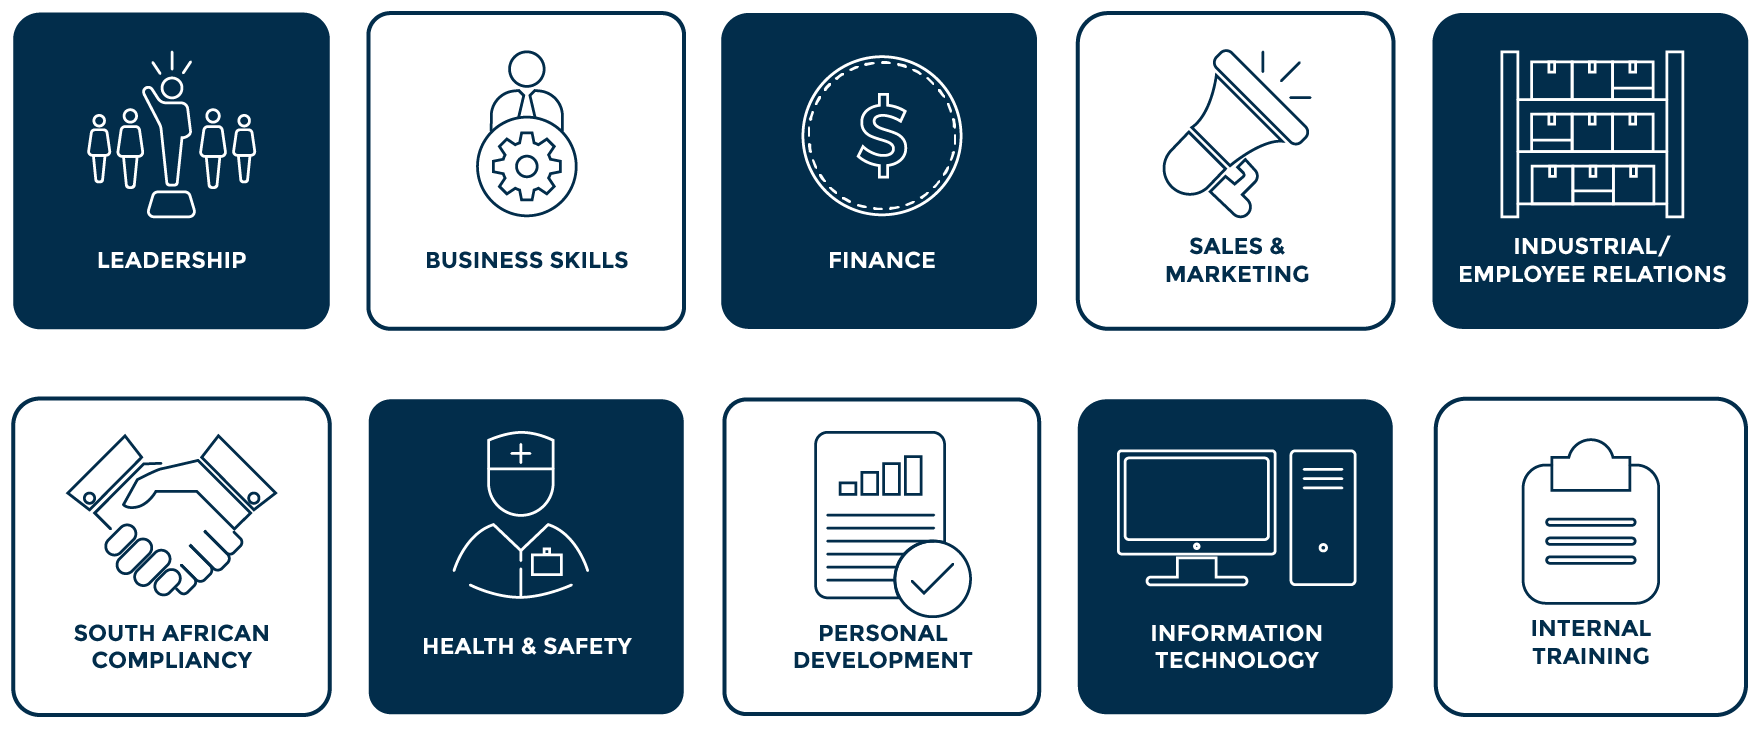 LEADERSHIP
BUSINESS SKILLS
$
FINANCE
SALES &
MARKETING
INDUSTRIAL/
EMPLOYEE RELATIONS
SOUTH AFRICAN
COMPLIANCY
HEALTH & SAFETY
PERSONAL
DEVELOPMENT
INFORMATION
TECHNOLOGY
INTERNAL
TRAINING